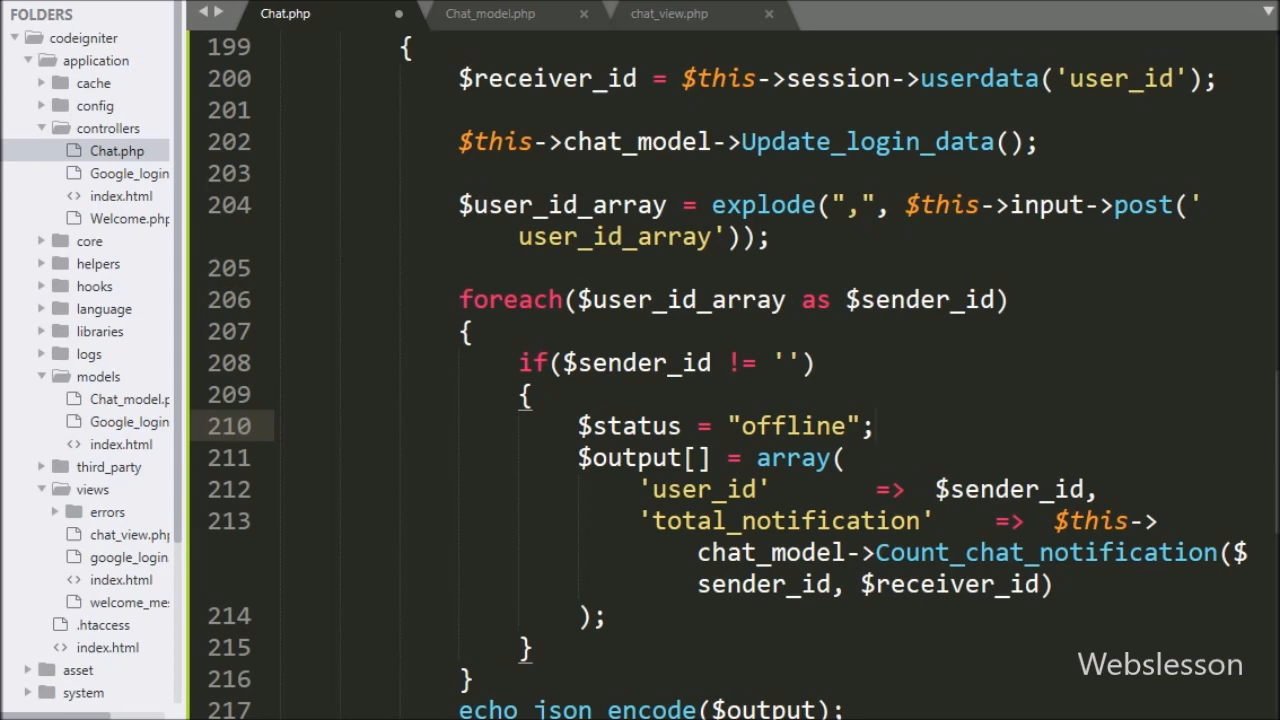 FOLDERS
codeigniter
application
cache
config
controllers
Chat.php
Google_login
index.html
Welcome.php
core
helpers
hooks
language
libraries
logs
models
Chat_model.p
Google_login
index.html
third_party
views
errors
chat_view.php
google_login
index.html
welcome_mes
.htaccess
index.html
asset
system
Chat.php
Chat_model.php
chat_view.php
199 {
200 $receiver_id = $this->session->userdata('user_id');
201
202 $this->chat_model->Update_login_data();
203
204 $user_id_array = explode(",", $this->input->post('
user_id_array'));
205
206 foreach($user_id_array as $sender_id)
207 {
208 if($sender_id != '')
209 {
210 $status = "offline";
211 $output[] = array(
212 'user_id' => $sender_id,
213 'total_notification' => $this->
chat_model->Count_chat_notification($
sender_id, $receiver_id)
214 );
215 }
216 }
217 echo json_encode($output);
Webslesson